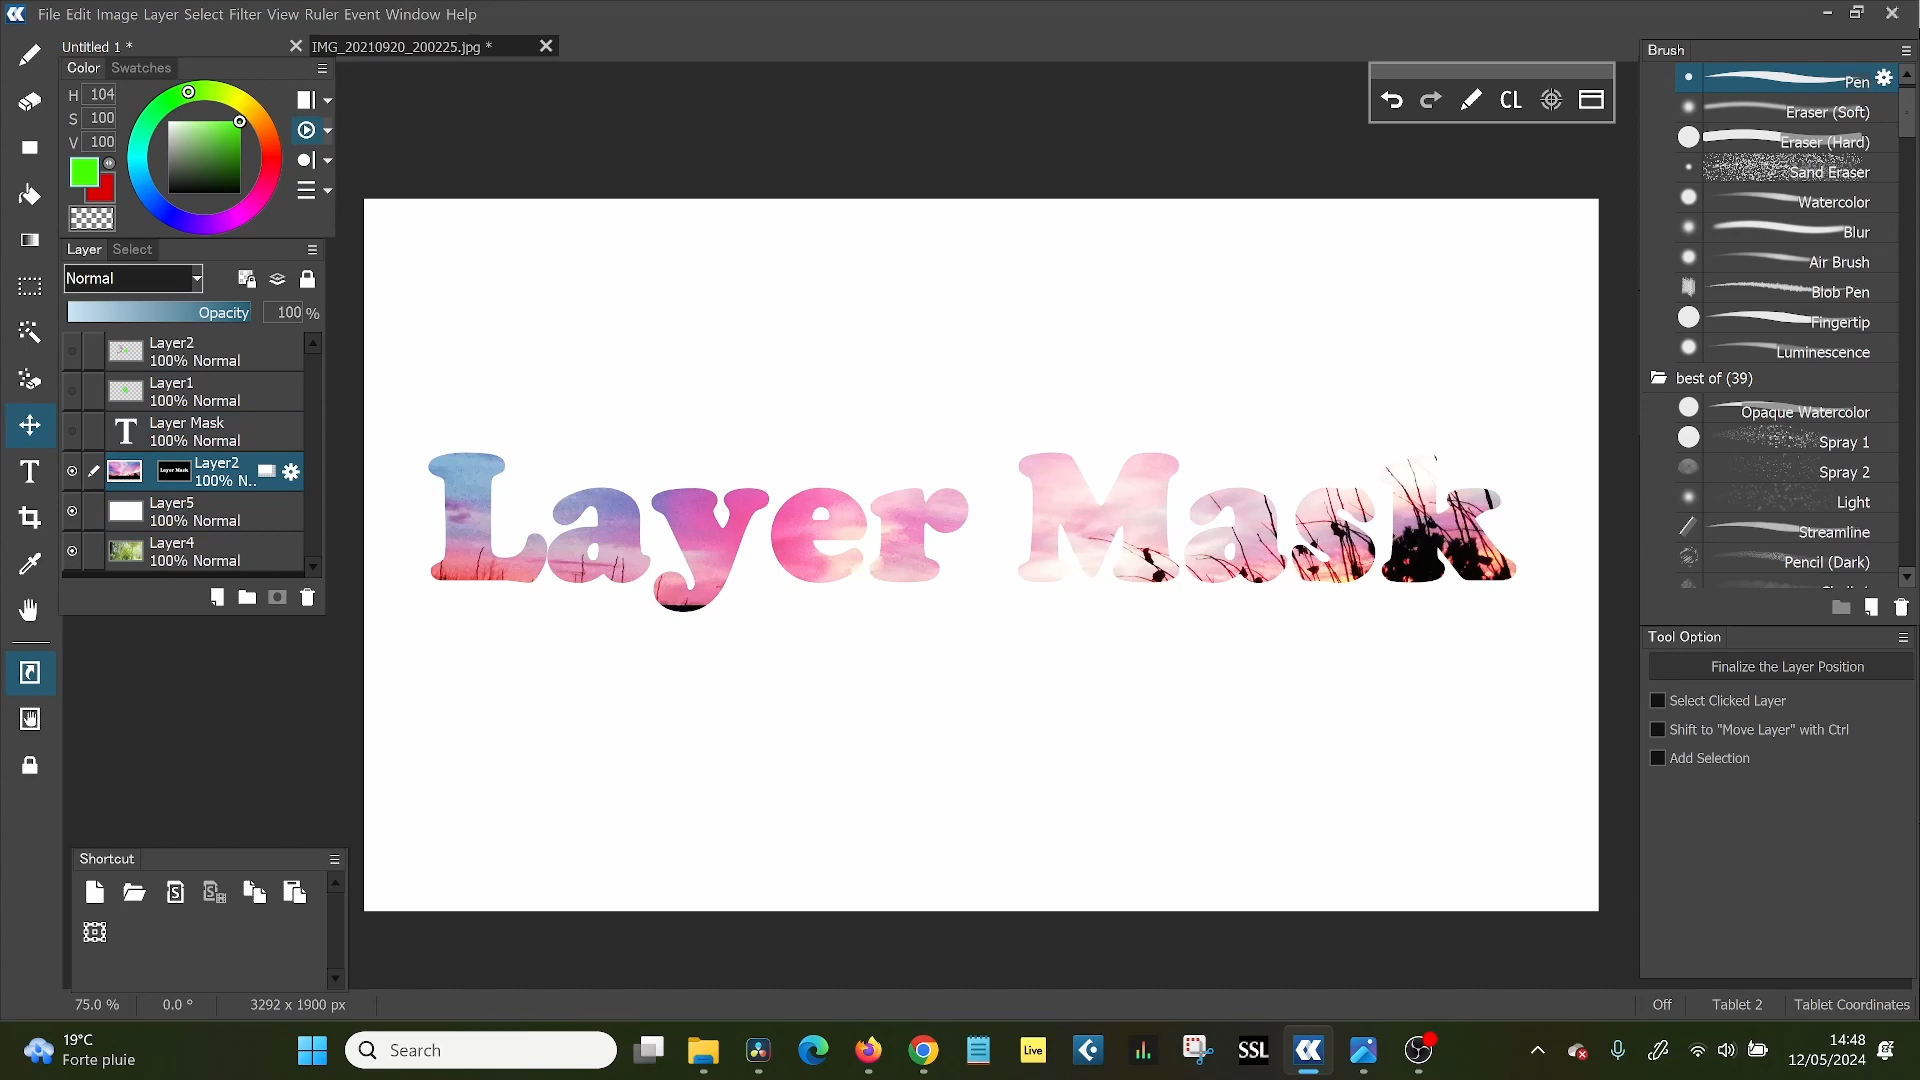 File Edit Image Layer Select Filter View Ruler Event Window Help
Untitled 1 *
IMG_20210920_200225.jpg *
Color Swatches
H 104
S 100
V 100
Layer Select
Normal
Opacity 100 %
Layer2
100% Normal
Layer1
100% Normal
T
Layer Mask
100% Normal
Layer Mask
Layer2
100% N..
Layer5
100% Normal
Layer4
100% Normal
Shortcut
S
CL
Layer Mask
Brush
Pen
Eraser (Soft)
Eraser (Hard)
Sand Eraser
Watercolor
Blur
Air Brush
Blob Pen
Fingertip
Luminescence
best of (39)
Opaque Watercolor
Spray 1
Spray 2
Light
Streamline
Pencil (Dark)
Tool Option
Finalize the Layer Position
Select Clicked Layer
Shift to "Move Layer" with Ctrl
Add Selection
75.0 % 0.0 ° 3292 x 1900 px
Off Tablet 2 Tablet Coordinates
19°C
Forte pluie
Search
Live
SSL
14:48
12/05/2024